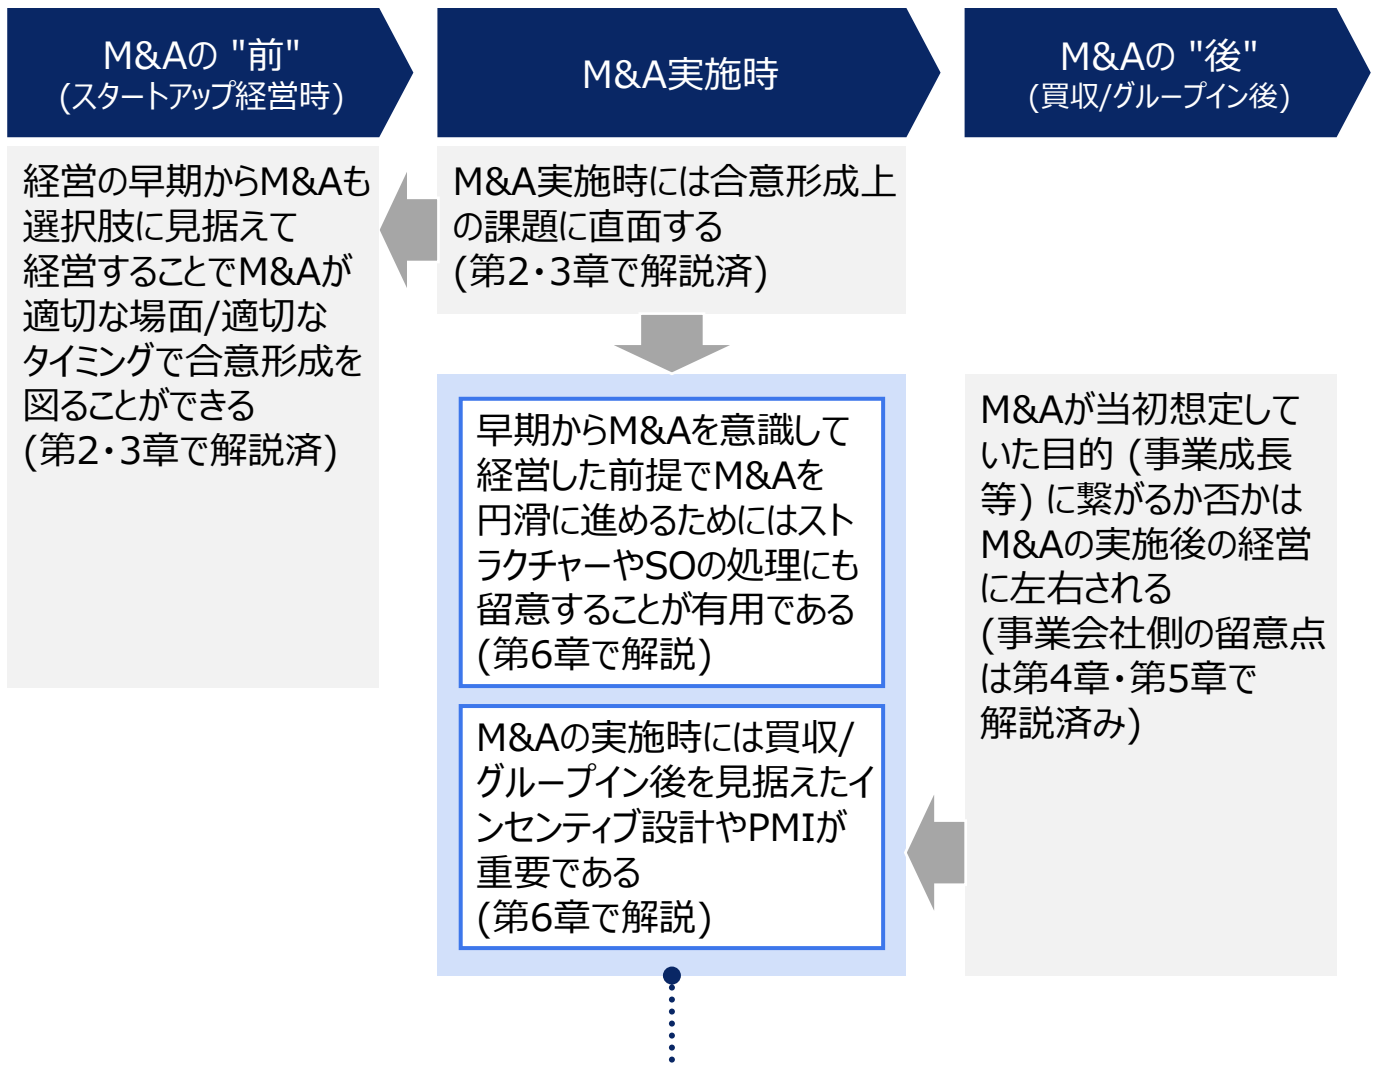 M&Aの "前"
(スタートアップ経営時)
M&A実施時
M&Aの "後"
(買収/グループイン後)
経営の早期からM&Aも
選択肢に見据えて
経営することでM&Aが
適切な場面/適切な
タイミングで合意形成を
図ることができる
(第2・3章で解説済)
M&A実施時には合意形成上
の課題に直面する
(第2・3章で解説済)
早期からM&Aを意識して
経営した前提でM&Aを
円滑に進めるためにはスト
ラクチャーやSOの処理にも
留意することが有用である
(第6章で解説)
M&Aの実施時には買収/
グループイン後を見据えたイ
ンセンティブ設計やPMIが
重要である
(第6章で解説)
M&Aが当初想定して
いた目的 (事業成長
等) に繋がるか否かは
M&Aの実施後の経営
に左右される
(事業会社側の留意点
は第4章・第5章で
解説済み)